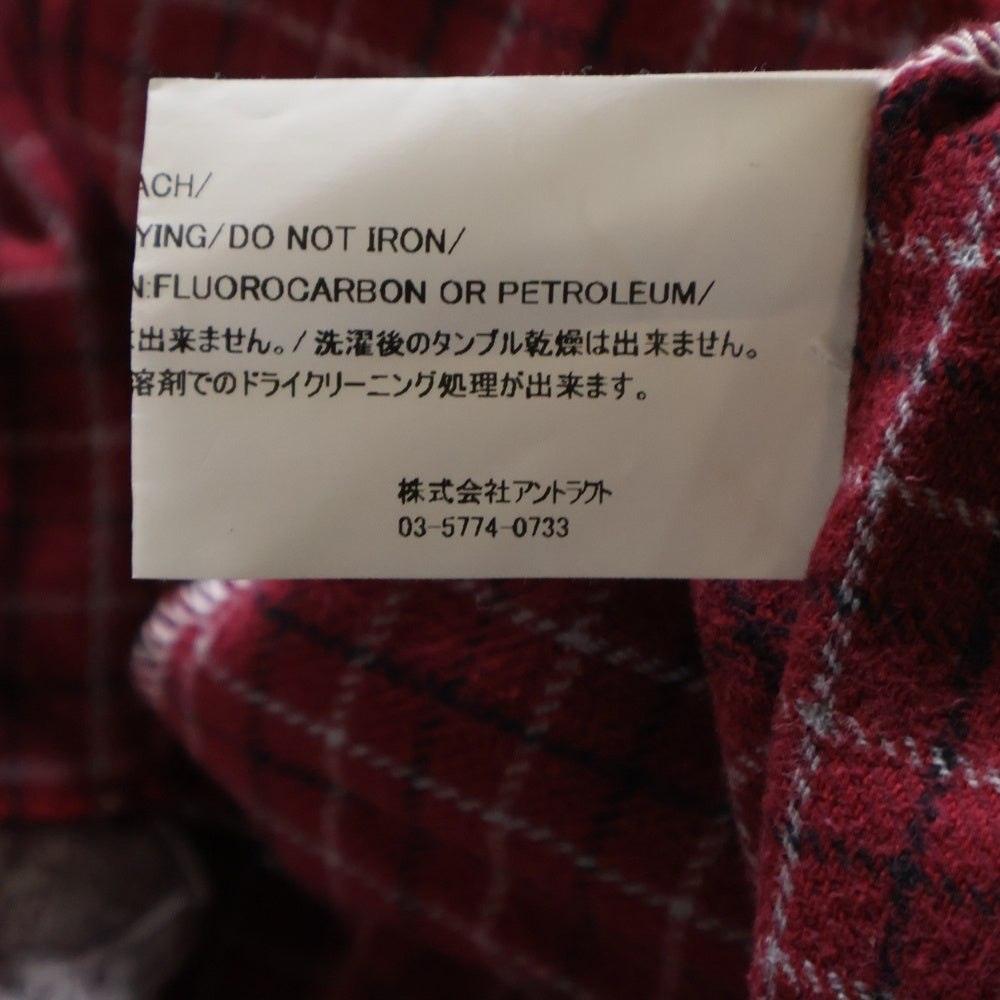 ACH/
YING/DO NOT IRON/
N:FLUOROCARBON OR PETROLEUM/
は出来ません。/ 洗濯後のタンブル乾燥は出来ません。
溶剤でのドライクリーニング処理が出来ます。
株式会社アントラクト
03-5774-0733